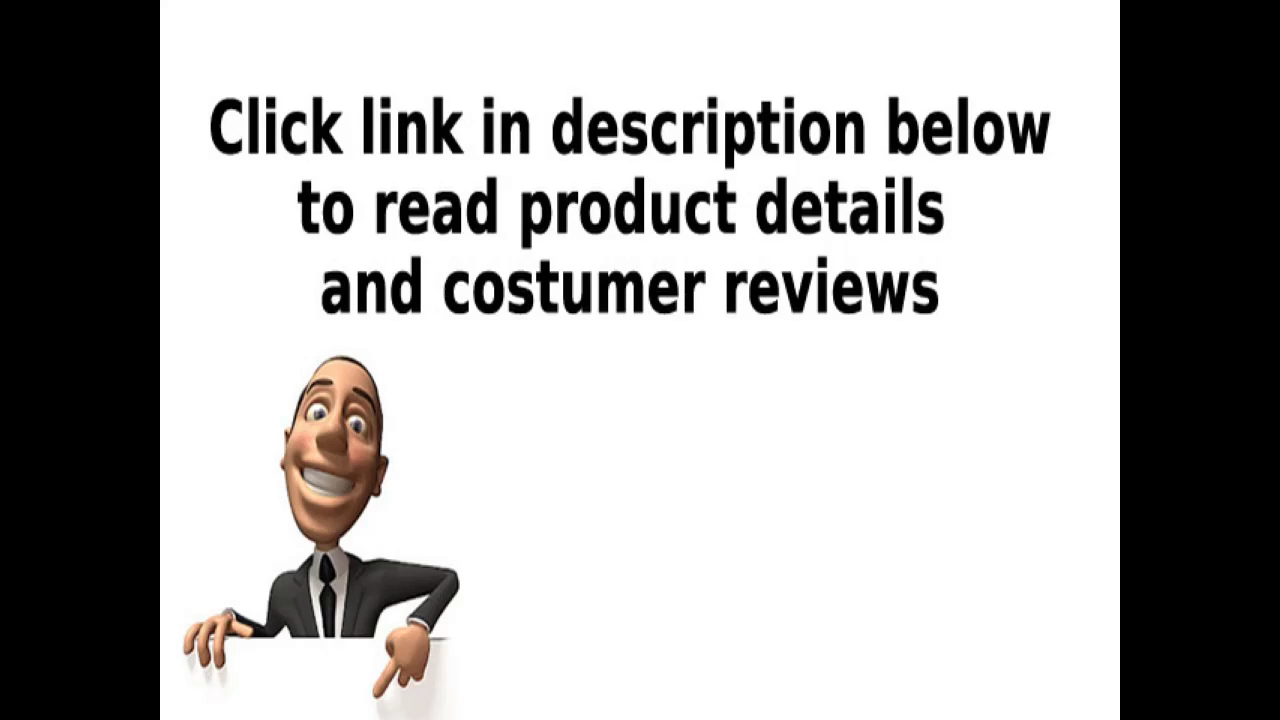 Click link in description below
to read product details
and costumer reviews